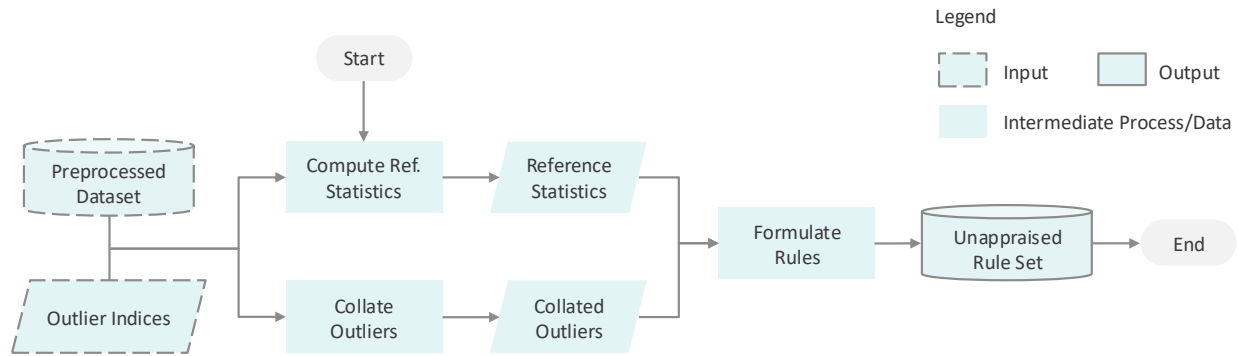 Legend
Start
Input
Output
Intermediate Process/Data
Preprocessed
Dataset
Compute Ref.
Statistics
Reference
Statistics
Formulate
Rules
Unappraised
Rule Set
End
Outlier Indices
Collate
Outliers
Collated
Outliers